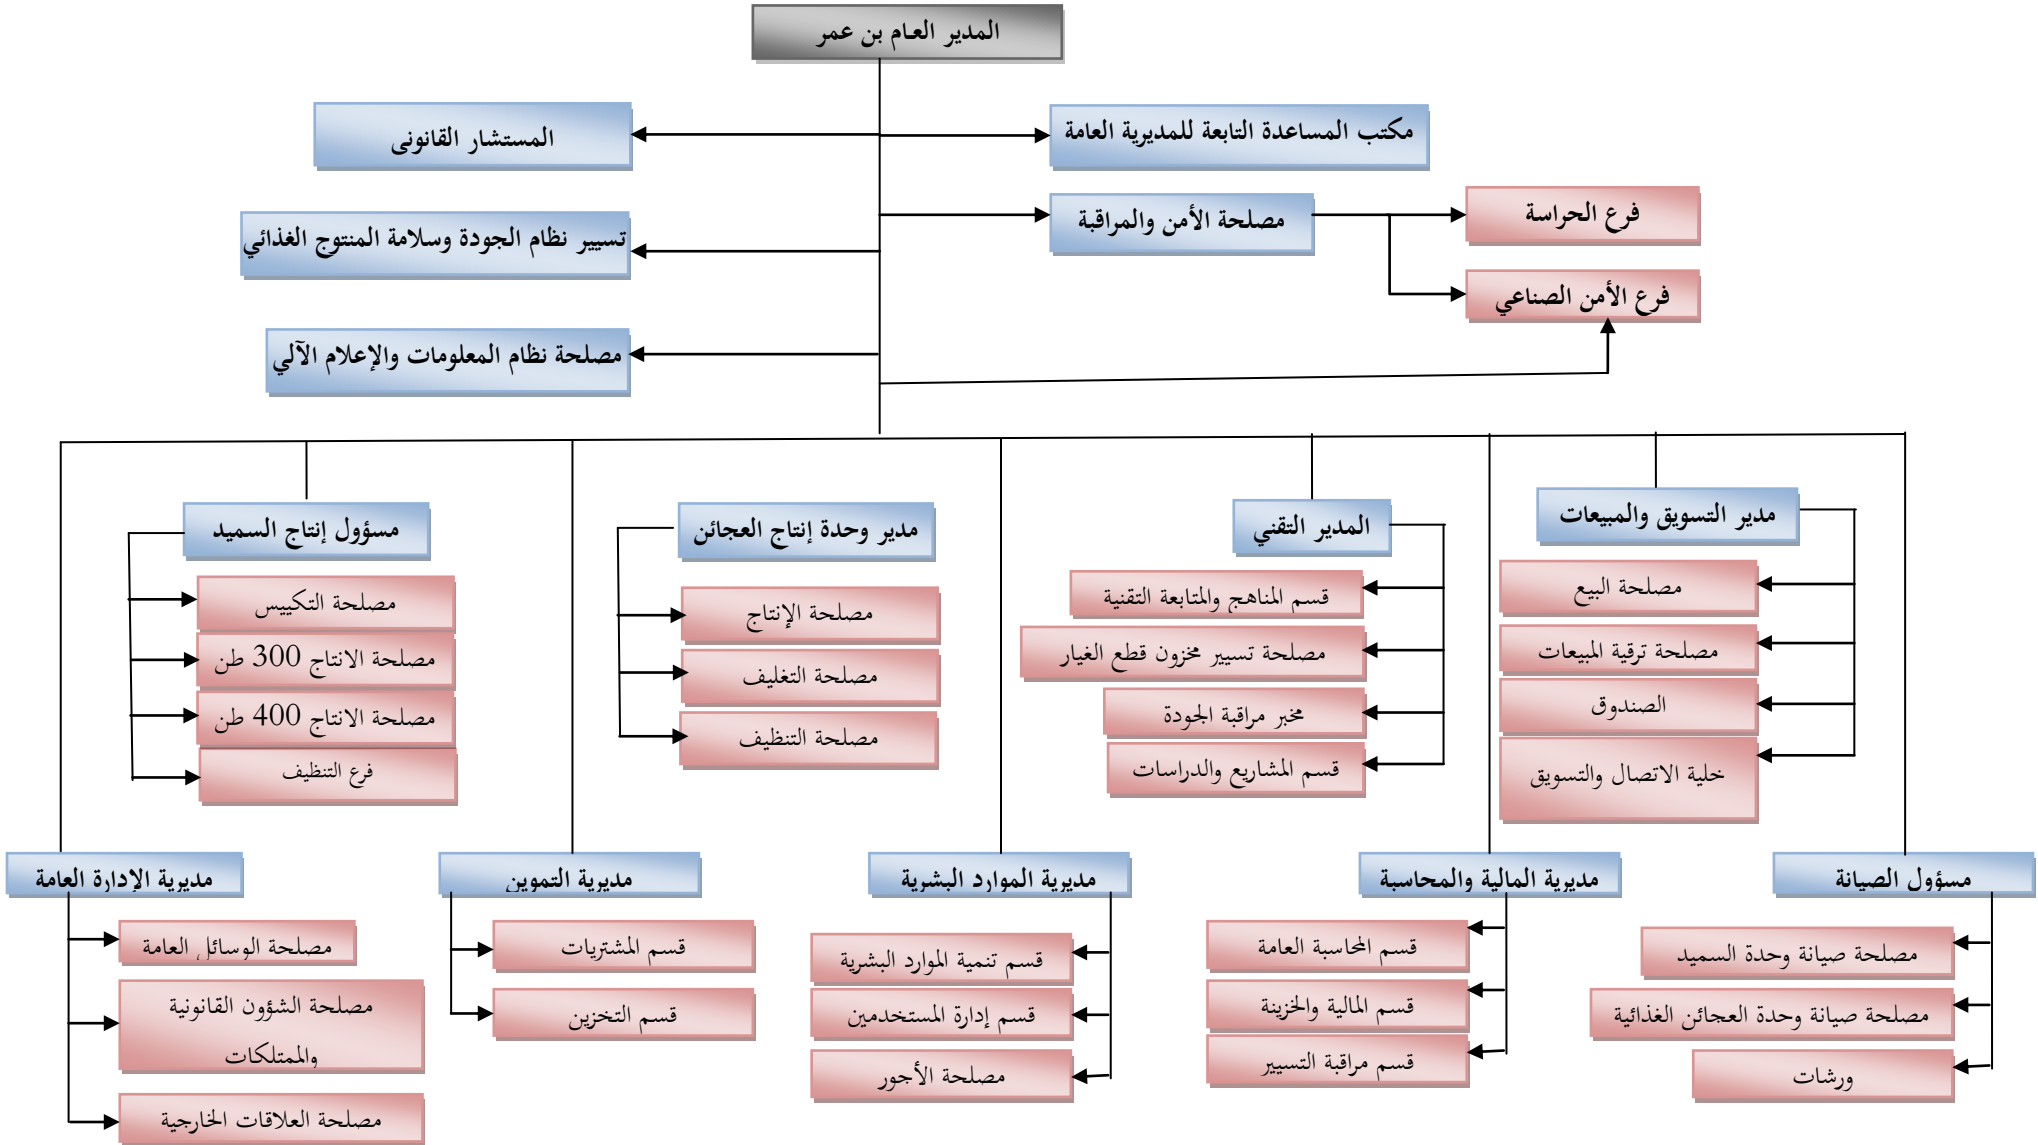 المدير العام بن عمر
مكتب المساعدة التابعة للمديرية العامة
المستشار القانونى
مصلحة الأمن والمراقبة
فرع الحراسة
فرع الأمن الصناعي
تسيير نظام الجودة وسلامة المنتوج الغذائي
مصلحة نظام المعلومات والإعلام الآلي
مدير التسويق والمبيعات
مصلحة البيع
مصلحة ترقية المبيعات
الصندوق
خلية الاتصال والتسويق
المدير التقني
قسم المناهج والمتابعة التقنية
مصلحة تسيير مخزون قطع الغيار
مخبر مراقبة الجودة
قسم المشاريع والدراسات
مدير وحدة إنتاج العجائن
مصلحة الإنتاج
مصلحة التغليف
مصلحة التنظيف
مسؤول إنتاج السميد
مصلحة التكييس
مصلحة الانتاج 300 طن
مصلحة الانتاج 400 طن
فرع التنظيف
مسؤول الصيانة
مصلحة صيانة وحدة السميد
مصلحة صيانة وحدة العجائن الغذائية
ورشات
مديرية المالية والمحاسبة
قسم المحاسبة العامة
قسم المالية والخزينة
قسم مراقبة التسيير
مديرية الموارد البشرية
قسم تنمية الموارد البشرية
قسم إدارة المستخدمين
مصلحة الأجور
مديرية التموين
قسم المشتريات
قسم التخزين
مديرية الإدارة العامة
مصلحة الوسائل العامة
مصلحة الشؤون القانونية
والممتلكات
مصلحة العلاقات الخارجية